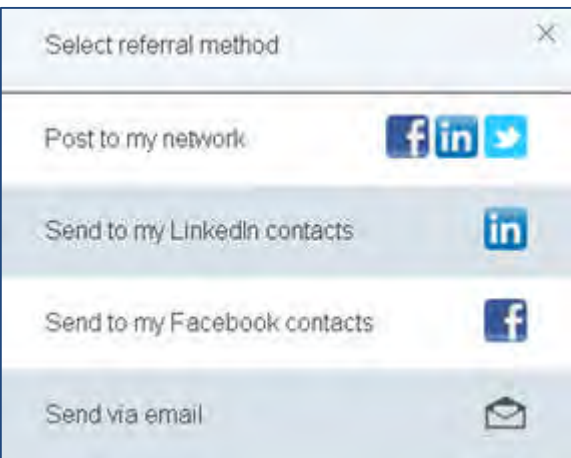 Select referral method
Post to my network
Send to my LinkedIn contacts
Send to my Facebook contacts
Send via email